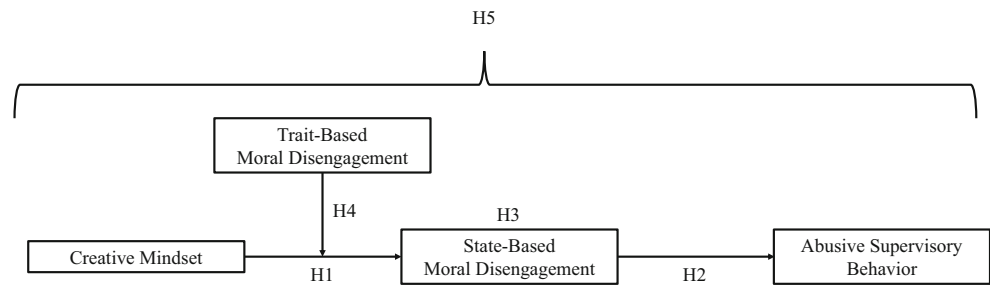 H5
Trait-Based
Moral Disengagement
H4
H3
Creative Mindset
H1
State-Based
Moral Disengagement
H2
Abusive Supervisory
Behavior